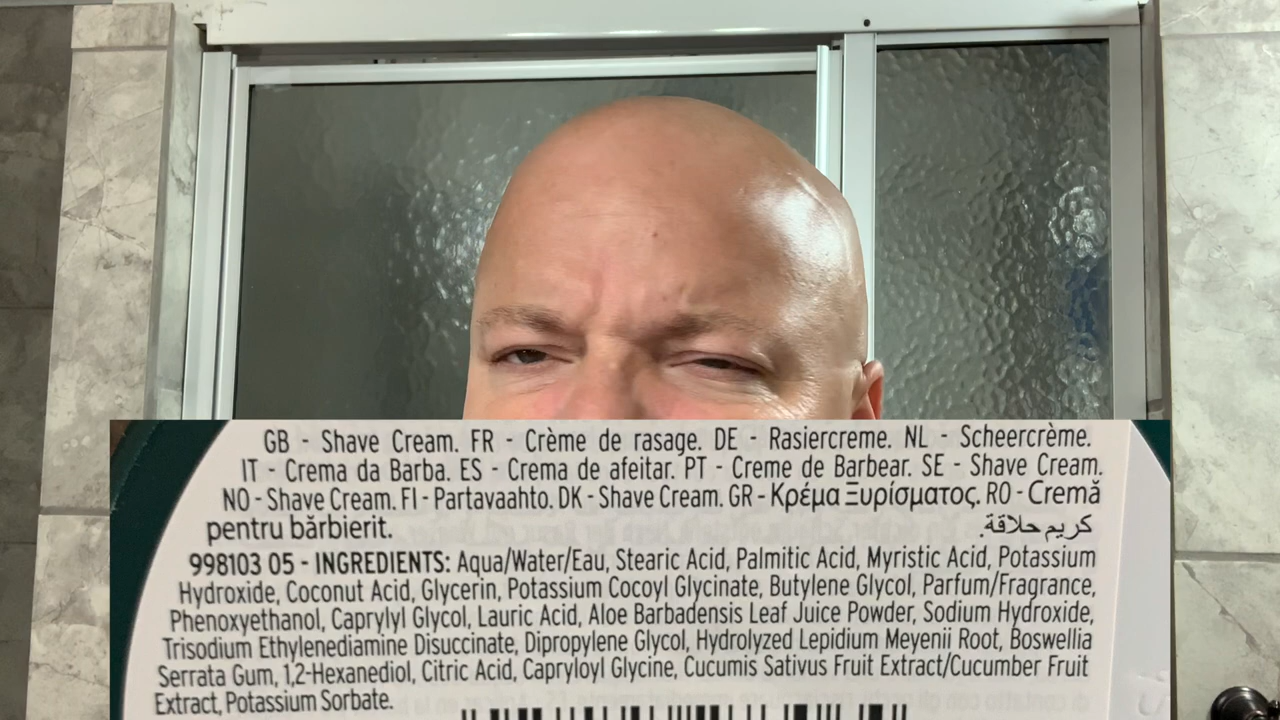 GB - Shave Cream. FR - Crème de rasage. DE - Rasiercreme. NL - Scheercrème.
IT - Crema da Barba. ES - Crema de afeitar. PT - Creme de Barbear. SE - Shave Cream.
NO - Shave Cream. FI - Partavaahto. DK - Shave Cream. GR - Κρέμα Ξυρίσματος. RO - Cremă
pentru bărbierit. كريم حلاقة.
998103 05 - INGREDIENTS: Aqua/Water/Eau, Stearic Acid, Palmitic Acid, Myristic Acid, Potassium
Hydroxide, Coconut Acid, Glycerin, Potassium Cocoyl Glycinate, Butylene Glycol, Parfum/Fragrance,
Phenoxyethanol, Caprylyl Glycol, Lauric Acid, Aloe Barbadensis Leaf Juice Powder, Sodium Hydroxide,
Trisodium Ethylenediamine Disuccinate, Dipropylene Glycol, Hydrolyzed Lepidium Meyenii Root, Boswellia
Serrata Gum, 1,2-Hexanediol, Citric Acid, Capryloyl Glycine, Cucumis Sativus Fruit Extract/Cucumber Fruit
Extract, Potassium Sorbate.